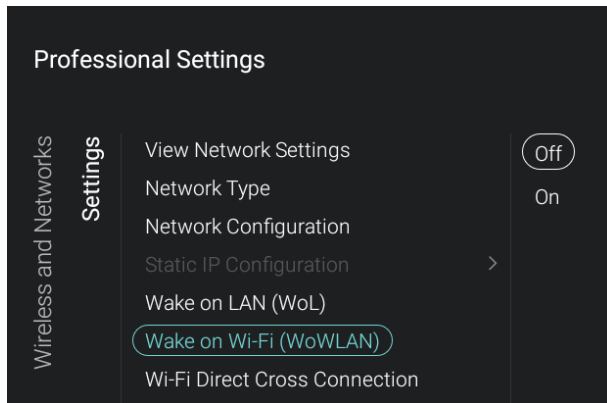 Professional Settings
Wireless and Networks
Settings
View Network Settings
Network Type
Network Configuration
Static IP Configuration
Wake on LAN (WoL)
Wake on Wi-Fi (WoWLAN)
Wi-Fi Direct Cross Connection
Off
On